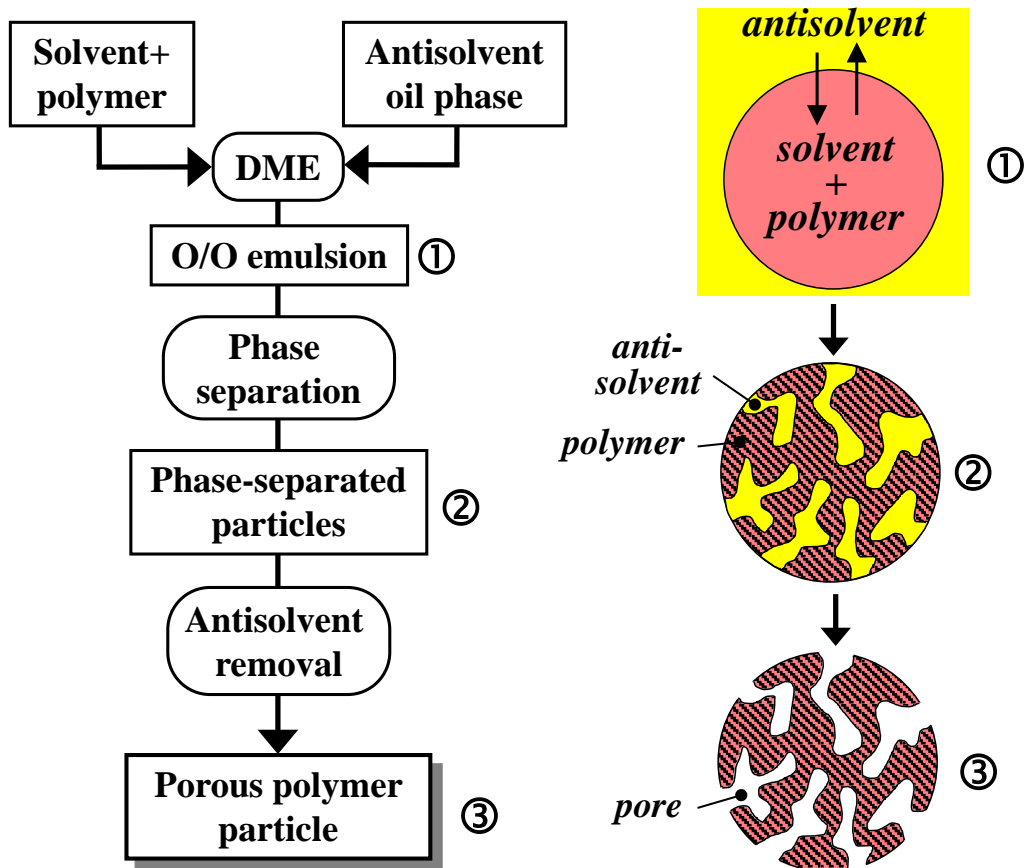 Solvent+
polymer
Antisolvent
oil phase
DME
O/O emulsion
①
Phase
separation
Phase-separated
particles
②
Antisolvent
removal
Porous polymer
particle
③
antisolvent
solvent
+
polymer
①
anti-
solvent
polymer
②
pore
③